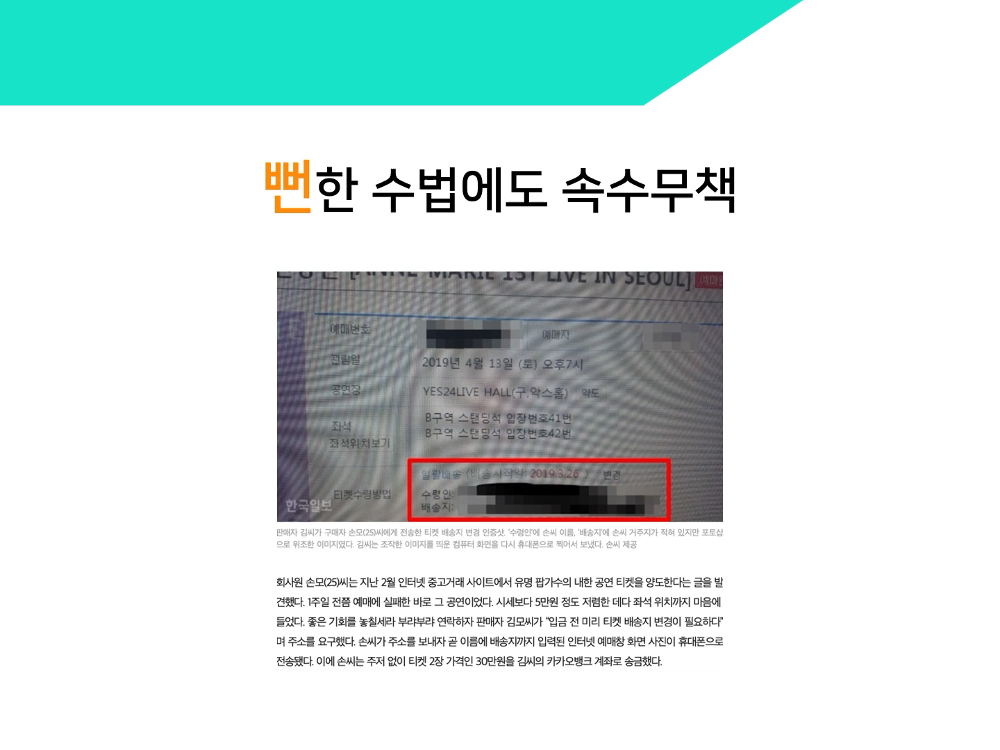 뻔한 수법에도 속수무책
[ANNE MARIE 1ST LIVE IN SEOUL]
예매번호 예매자
관람일 2019년 4월 13일 (토) 오후7시
공연장 YES24LIVE HALL(구,악스홀) 약도
좌석 B구역 스탠딩석 입장번호41번
좌석위치보기 B구역 스탠딩석 입장번호42번
일괄배송 (배송시작일: 2019.3.26 ) 변경
티켓수령방법 수령인:
배송지:
한국일보
판매자 김씨가 구매자 손모(25)씨에게 전송한 티켓 배송지 변경 인증샷. '수령인'에 손씨 이름, '배송지'에 손씨 거주지가 적혀 있지만 포토샵
으로 위조한 이미지였다. 김씨는 조작한 이미지를 띄운 컴퓨터 화면을 다시 휴대폰으로 찍어서 보냈다. 손씨 제공
회사원 손모(25)씨는 지난 2월 인터넷 중고거래 사이트에서 유명 팝가수의 내한 공연 티켓을 양도한다는 글을 발
견했다. 1주일 전쯤 예매에 실패한 바로 그 공연이었다. 시세보다 5만원 정도 저렴한 데다 좌석 위치까지 마음에
들었다. 좋은 기회를 놓칠세라 부랴부랴 연락하자 판매자 김모씨가 “입금 전 미리 티켓 배송지 변경이 필요하다”
며 주소를 요구했다. 손씨가 주소를 보내자 곧 이름에 배송지까지 입력된 인터넷 예매창 화면 사진이 휴대폰으로
전송됐다. 이에 손씨는 주저 없이 티켓 2장 가격인 30만원을 김씨의 카카오뱅크 계좌로 송금했다.